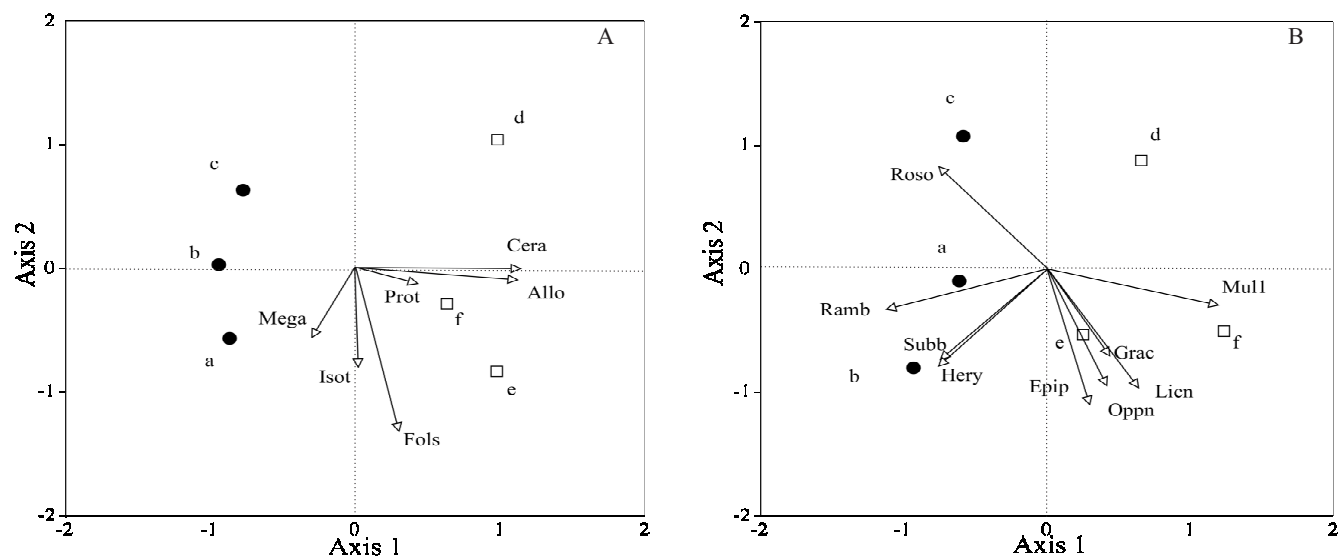 2
A
d
1
c
Cera
b
0
Allo
Prot
Mega
f
Isot
a
e
-1
Fols
-2
-2
-1
0
1
2
Axis 1
Axis 2
2
B
c
d
1
Roso
a
0
Mull
Ramb
Subb
e
Grac
f
b
Hery
Epip
Lien
-1
Oppn
-2
-2
-1
0
1
2
Axis 1
Axis 2